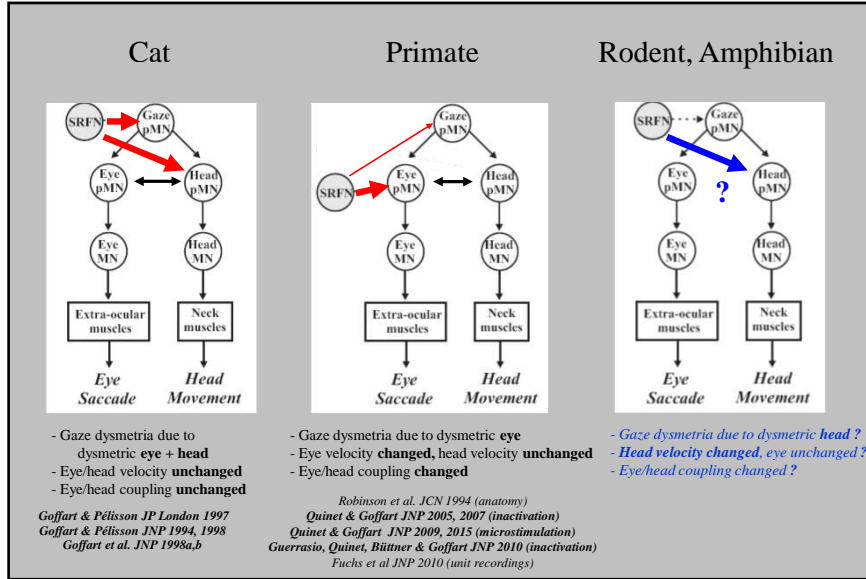 Cat
SRFN
Gaze
pMN
Eye
pMN
Head
pMN
Eye
MN
Head
MN
Extra-ocular
muscles
Neck
muscles
Eye
Saccade
Head
Movement
- Gaze dysmetria due to
dysmetric eye + head
- Eye/head velocity unchanged
- Eye/head coupling unchanged
Goffart & Pélisson JP London 1997
Goffart & Pélisson JNP 1994, 1998
Goffart et al. JNP 1998a,b
Primate
Gaze
pMN
SRFN
Eye
pMN
Head
pMN
Eye
MN
Head
MN
Extra-ocular
muscles
Neck
muscles
Eye
Saccade
Head
Movement
- Gaze dysmetria due to dysmetric eye
- Eye velocity changed, head velocity unchanged
- Eye/head coupling changed
Robinson et al. JCN 1994 (anatomy)
Quinet & Goffart JNP 2005, 2007 (inactivation)
Quinet & Goffart JNP 2009, 2015 (microstimulation)
Guerrasio, Quinet, Büttner & Goffart JNP 2010 (inactivation)
Fuchs et al JNP 2010 (unit recordings)
Rodent, Amphibian
SRFN
Gaze
pMN
Eye
pMN
?
Head
pMN
Eye
MN
Head
MN
Extra-ocular
muscles
Neck
muscles
Eye
Saccade
Head
Movement
- Gaze dysmetria due to dysmetric head ?
- Head velocity changed, eye unchanged ?
- Eye/head coupling changed ?